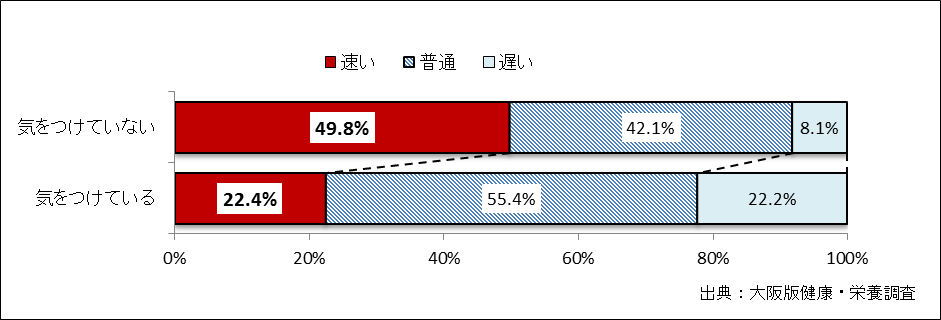 速い 普通 遅い
気をつけていない 49.8% 42.1% 8.1%
気をつけている 22.4% 55.4% 22.2%
0% 20% 40% 60% 80% 100%
出典：大阪版健康・栄養調査